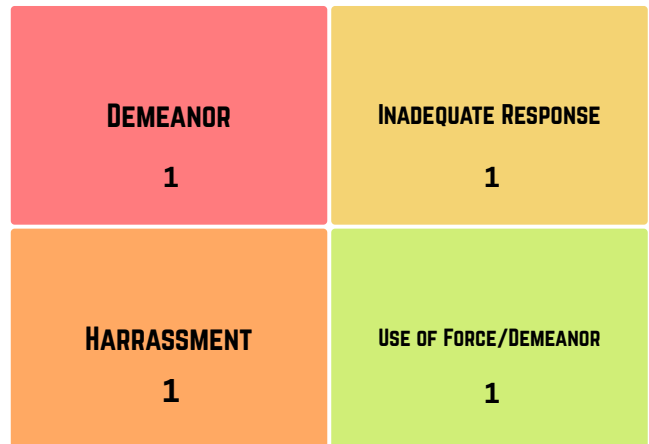 Demeanor
1
Inadequate Response
1
Harrassment
1
Use of Force/Demeanor
1